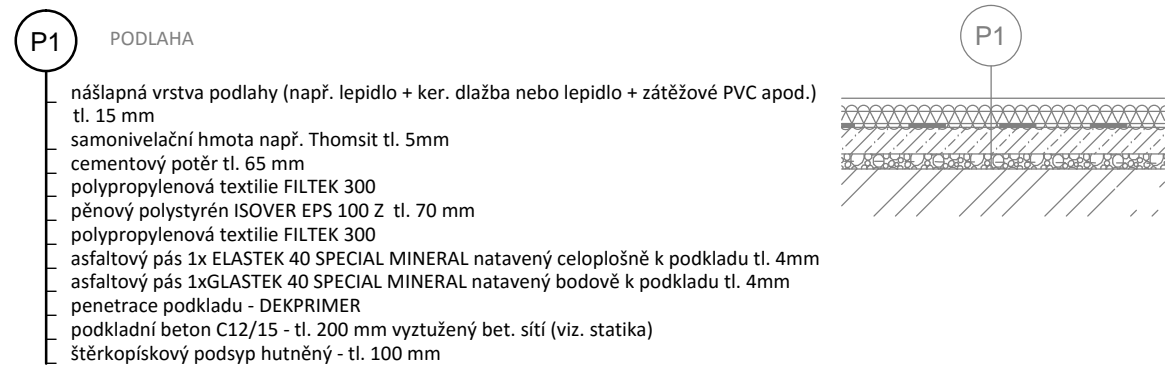 P1
PODLAHA
P1
nášlapná vrstva podlahy (např. lepidlo + ker. dlažba nebo lepidlo + zátěžové PVC apod.)
tl. 15 mm
samonivelační hmota např. Thomsit tl. 5mm
cementový potěr tl. 65 mm
polypropylenová textilie FILTEK 300
pěnový polystyrén ISOVER EPS 100 Z  tl. 70 mm
polypropylenová textilie FILTEK 300
asfaltový pás 1x ELASTEK 40 SPECIAL MINERAL natavený celoplošně k podkladu tl. 4mm
asfaltový pás 1xGLASTEK 40 SPECIAL MINERAL natavený bodově k podkladu tl. 4mm
penetrace podkladu - DEKPRIMER
podkladní beton C12/15 - tl. 200 mm vyztužený bet. sítí (viz. statika)
štěrkopískový podsyp hutněný - tl. 100 mm